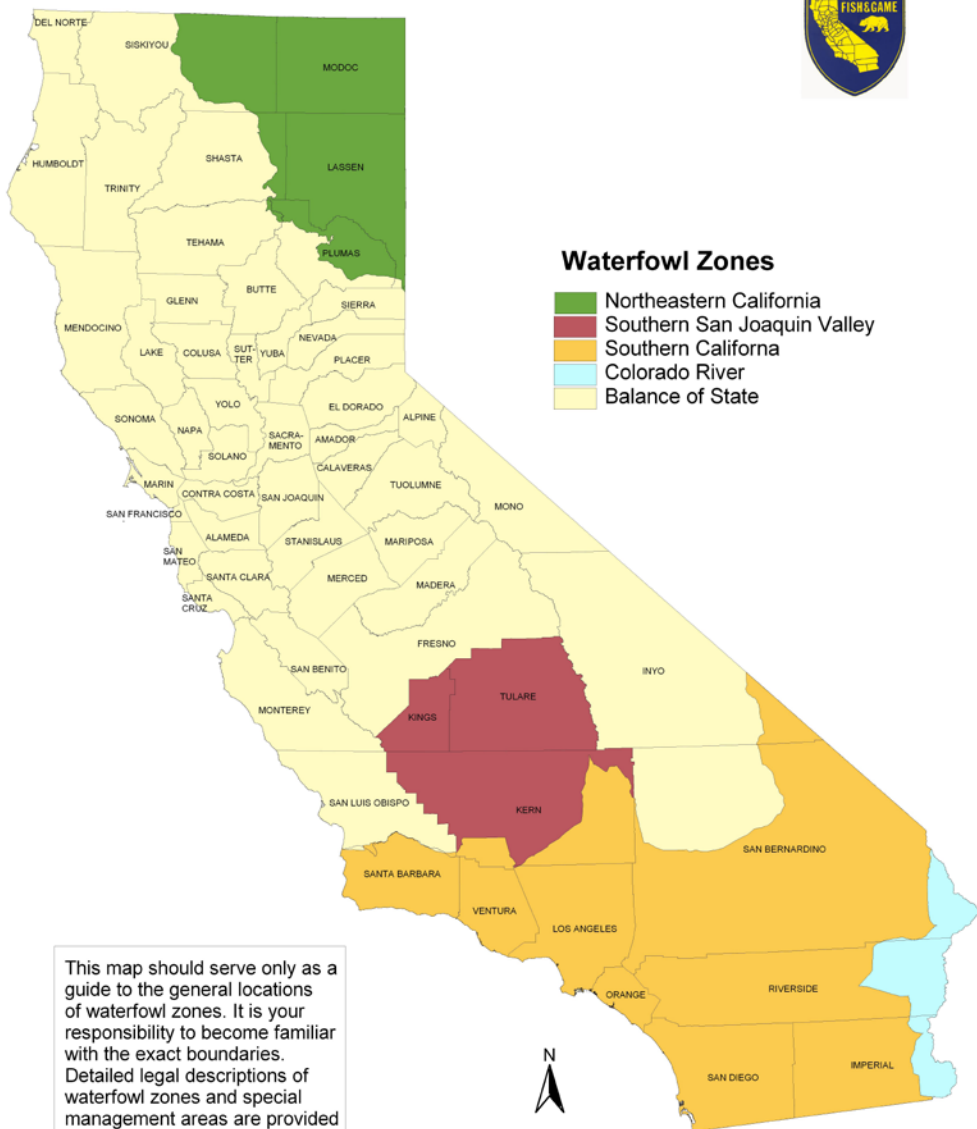 FISH&GAME
DEL NORTE
SISKIYOU
MODOC
HUMBOLDT
TRINITY
SHASTA
LASSEN
TEHAMA
PLUMAS
Waterfowl Zones
Northeastern California
Southern San Joaquin Valley
Southern Californa
Colorado River
Balance of State
MENDOCINO
GLENN
BUTTE
SIERRA
LAKE
COLUSA
SUT-
TER
YUBA
NEVADA
PLACER
SONOMA
NAPA
YOLO
SOLANO
SACRA-
MENTO
EL DORADO
AMADOR
ALPINE
CALAVERAS
MARIN
CONTRA COSTA
SAN JOAQUIN
TUOLUMNE
MONO
SAN FRANCISCO
ALAMEDA
STANISLAUS
MARIPOSA
SAN
MATEO
SANTA CLARA
MERCED
MADERA
SANTA
CRUZ
FRESNO
SAN BENITO
INYO
MONTEREY
KINGS
TULARE
SAN LUIS OBISPO
KERN
SAN BERNARDINO
SANTA BARBARA
VENTURA
LOS ANGELES
ORANGE
RIVERSIDE
SAN DIEGO
IMPERIAL
This map should serve only as a
guide to the general locations
of waterfowl zones. It is your
responsibility to become familiar
with the exact boundaries.
Detailed legal descriptions of
waterfowl zones and special
management areas are provided
N